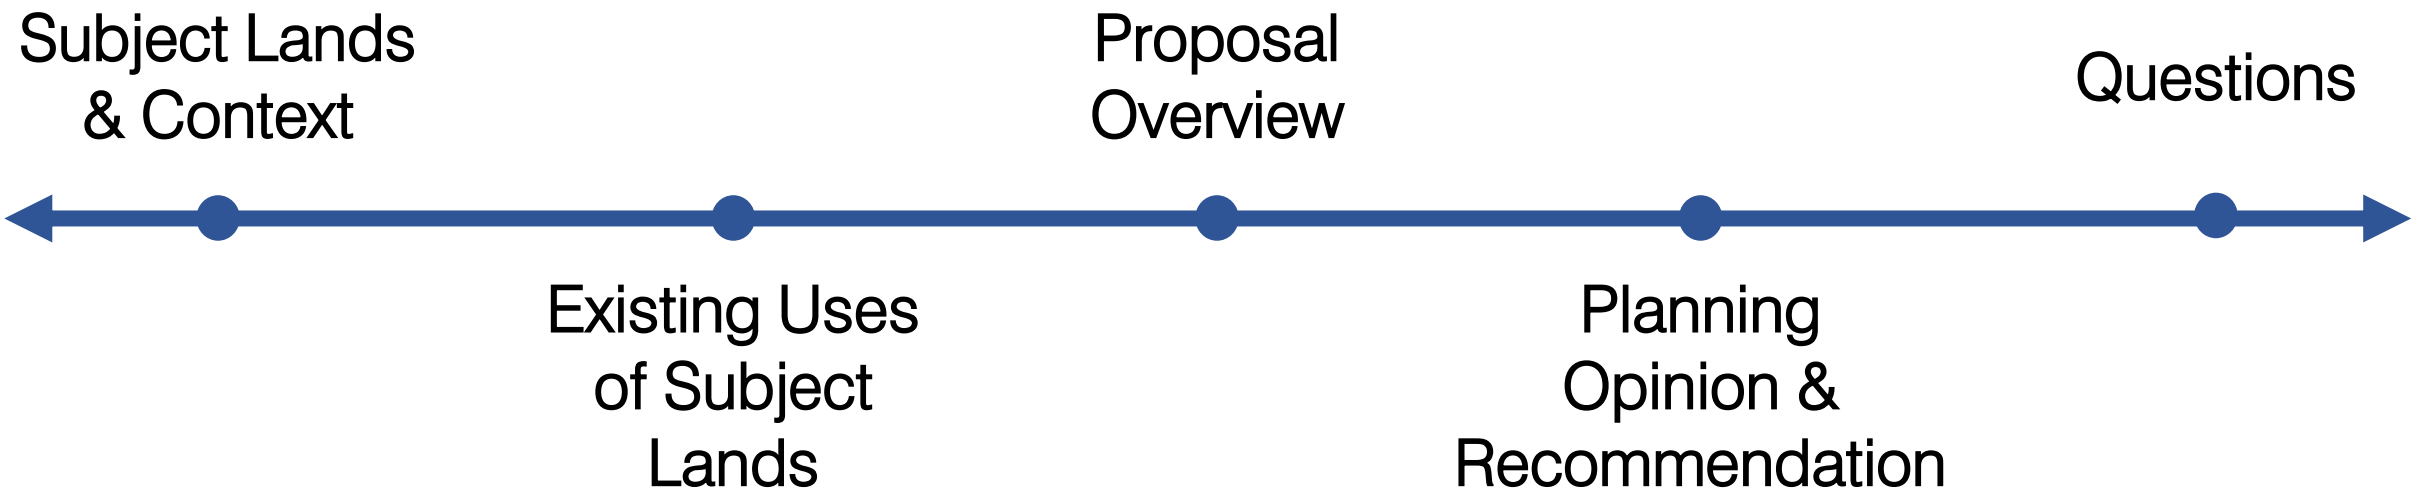 Subject Lands
& Context
Existing Uses
of Subject
Lands
Proposal
Overview
Planning
Opinion &
Recommendation
Questions